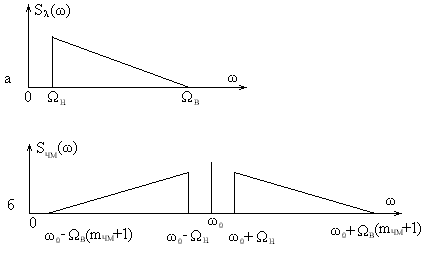 S_λ(ω)
а
ω
0
Ω_н
Ω_в
S_чм(ω)
б
ω
0
ω₀
ω₀-Ω_в(m_чм+1)
ω₀-Ω_н
ω₀+Ω_н
ω₀+Ω_в(m_чм+1)